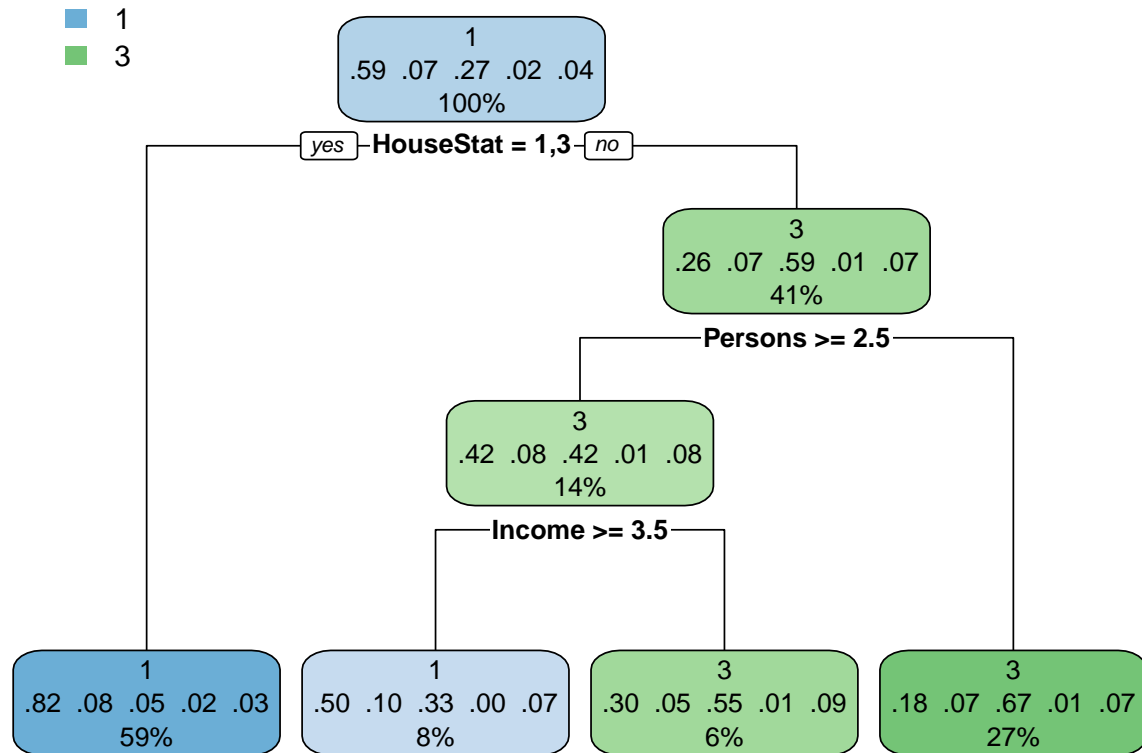 1
3
1
.59 .07 .27 .02 .04
100%
yes HouseStat = 1,3 no
3
.26 .07 .59 .01 .07
41%
Persons >= 2.5
3
.42 .08 .42 .01 .08
14%
Income >= 3.5
1
.82 .08 .05 .02 .03
59%
1
.50 .10 .33 .00 .07
8%
3
.30 .05 .55 .01 .09
6%
3
.18 .07 .67 .01 .07
27%